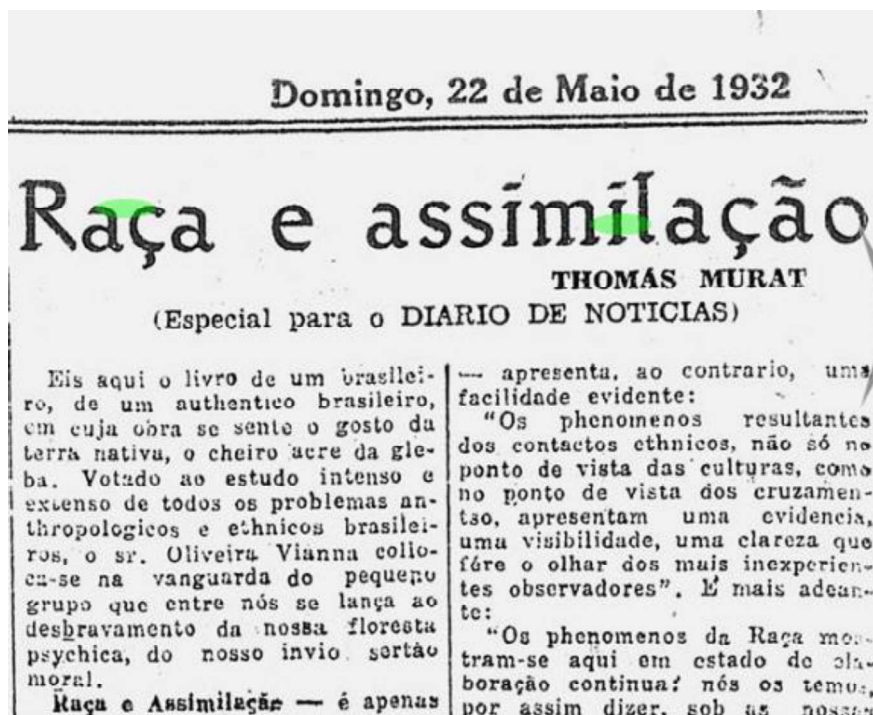 Domingo, 22 de Maio de 1932
Raça e assimilação
THOMÁS MURAT
(Especial para o DIARIO DE NOTICIAS)
Eis aqui o livro de um brasilei-
ro, de um authentico brasileiro,
em cuja obra se sente o gosto da
terra nativa, o cheiro acre da gle-
ba. Votado ao estudo intenso e
extenso de todos os problemas an-
thropologicos e ethnicos brasilei-
ros, o sr. Oliveira Vianna collo-
ca-se na vanguarda do pequeno
grupo que entre nós se lança ao
desbravamento da nossa floresta
psychica, do nosso invio sertão
moral.
Raça e Assimilação — é apenas
— apresenta, ao contrario, uma
facilidade evidente:
"Os phenomenos resultantes
dos contactos ethnicos, não só no
ponto de vista das culturas, como
no ponto de vista dos cruzamen-
tso, apresentam uma evidencia,
uma visibilidade, uma clareza que
fére o olhar dos mais inexperien-
tes observadores". E mais adean-
te:
"Os phenomenos da Raça mos-
tram-se aqui em estado de ela-
boração continua: nós os temos,
por assim dizer, sob as nossas